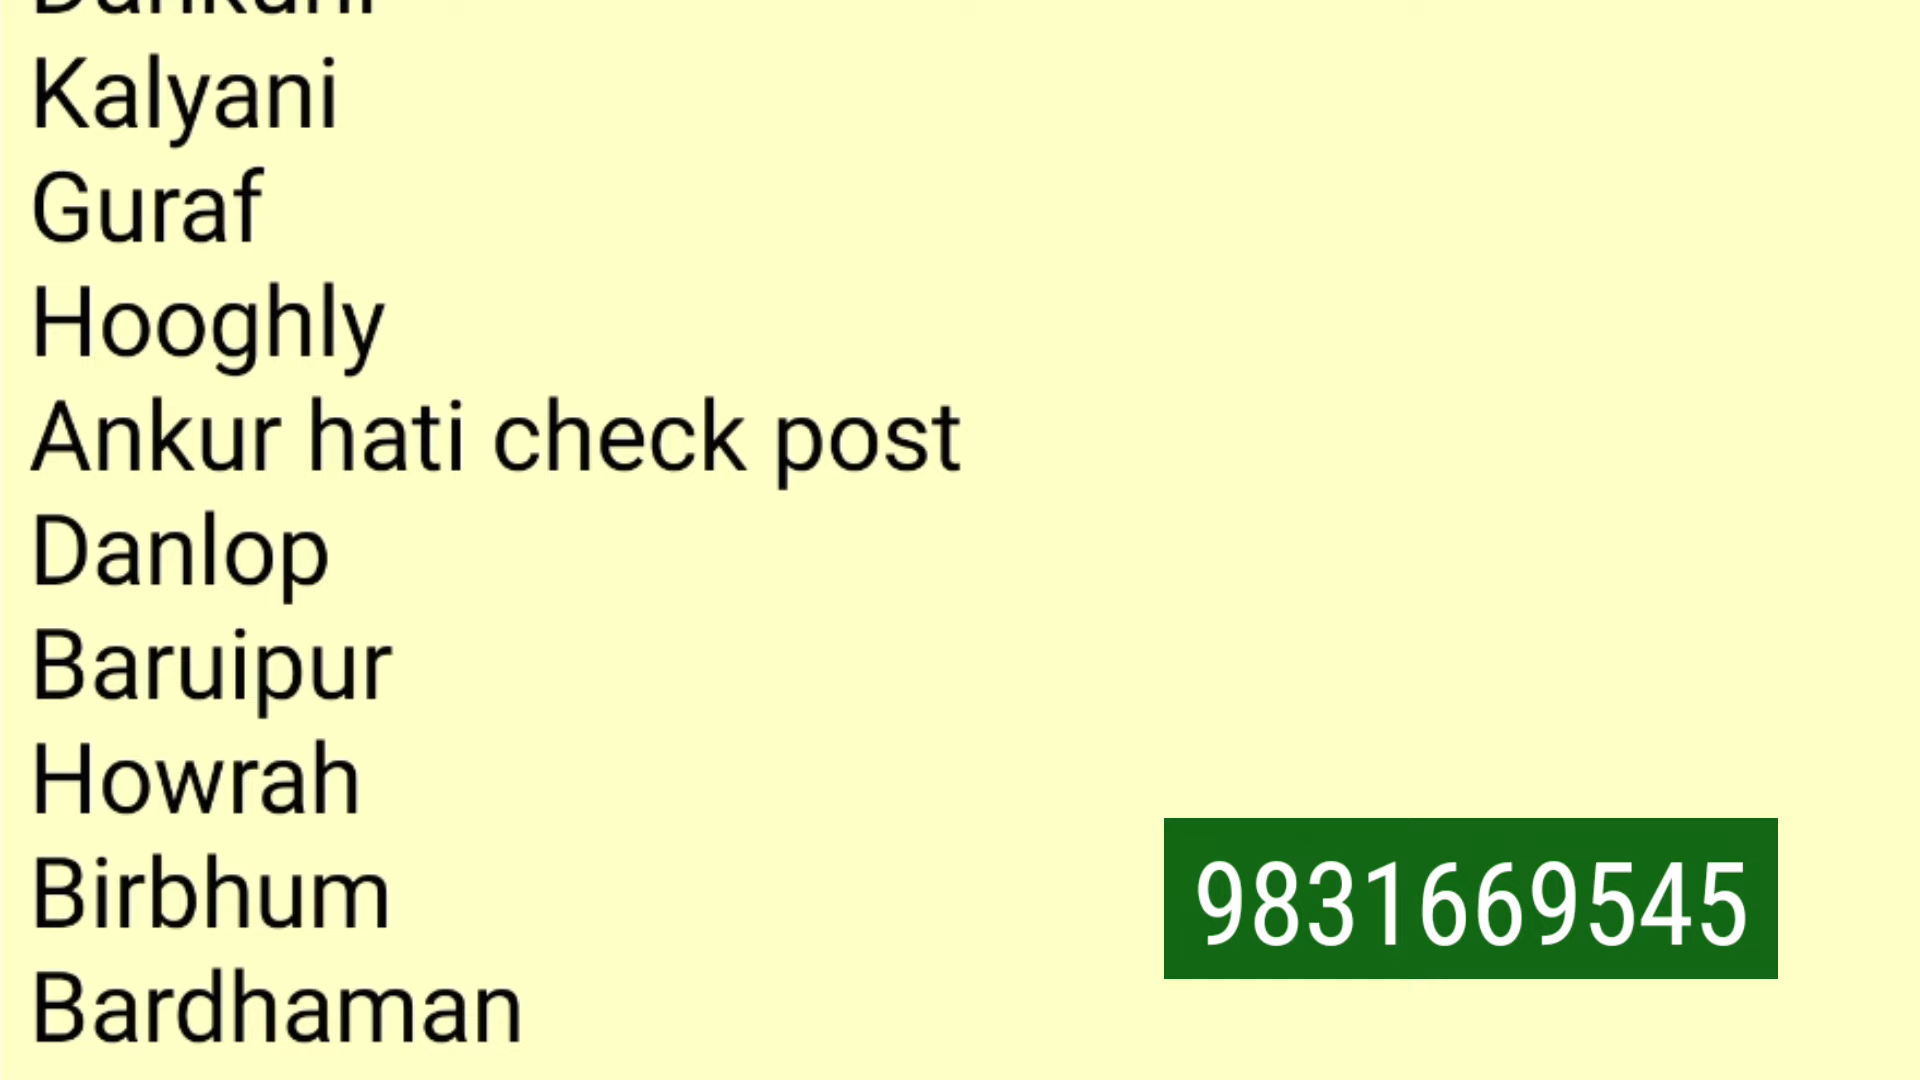 Kalyani
Guraf
Hooghly
Ankur hati check post
Danlop
Baruipur
Howrah
Birbhum
9831669545
Bardhaman